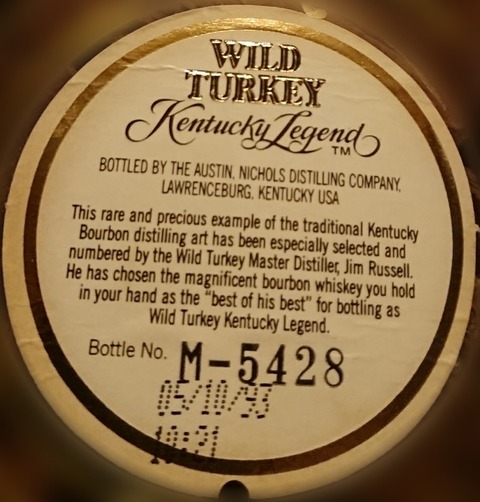 WILD
TURKEY
Kentucky Legend TM
BOTTLED BY THE AUSTIN, NICHOLS DISTILLING COMPANY,
LAWRENCEBURG, KENTUCKY USA
This rare and precious example of the traditional Kentucky
Bourbon distilling art has been especially selected and
numbered by the Wild Turkey Master Distiller, Jim Russell.
He has chosen the magnificent bourbon whiskey you hold
in your hand as the “best of his best” for bottling as
Wild Turkey Kentucky Legend.
Bottle No. M-5428